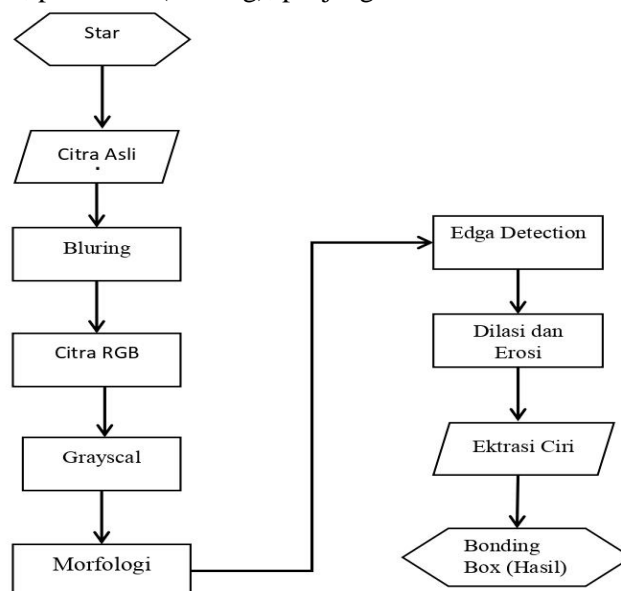 Star
Citra Asli
Bluring
Citra RGB
Grayscal
Morfologi
Edga Detection
Dilasi dan
Erosi
Ektrasi Ciri
Bonding
Box (Hasil)